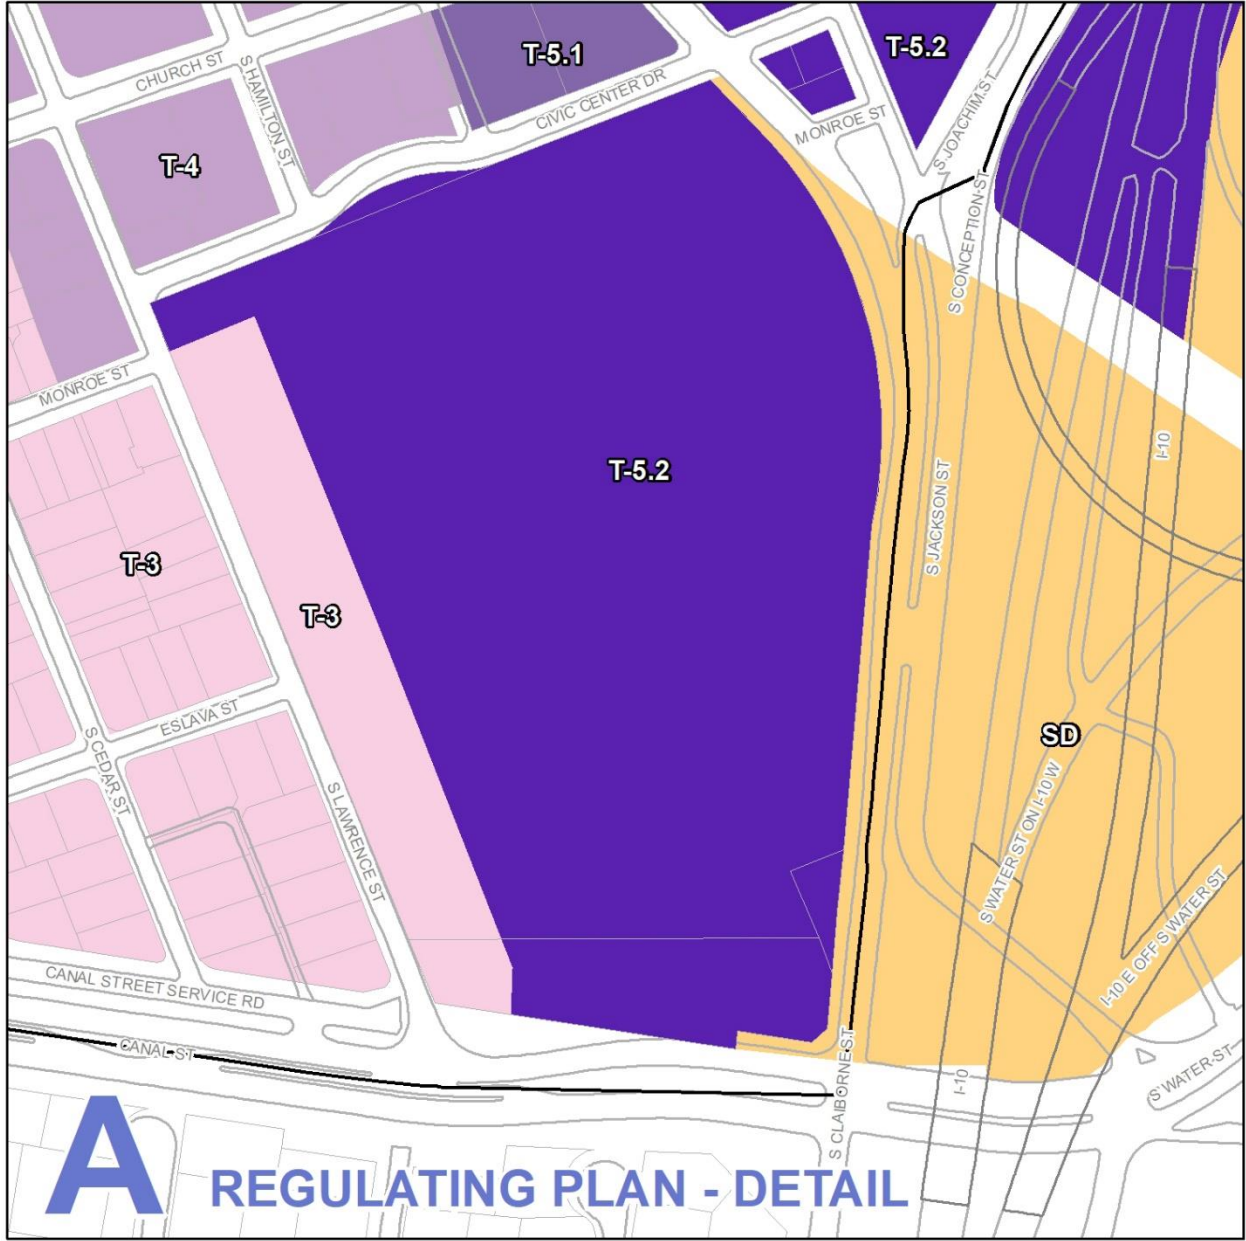 T-5.1
T-5.2
CHURCH ST
S HAMILTON ST
CIVIC CENTER DR
MONROE ST
S JOACHIM ST
T-4
S CONCEPTION ST
MONROE ST
I-10
T-5.2
S JACKSON ST
T-3
T-3
ESLAVA ST
S CEDAR ST
SD
S LAWRENCE ST
S WATER ST ON I-10 W
I-10 E OFF S WATER ST
CANAL STREET SERVICE RD
CANAL ST
S CLAIBORNE ST
I-10
S WATER ST
A
REGULATING PLAN - DETAIL